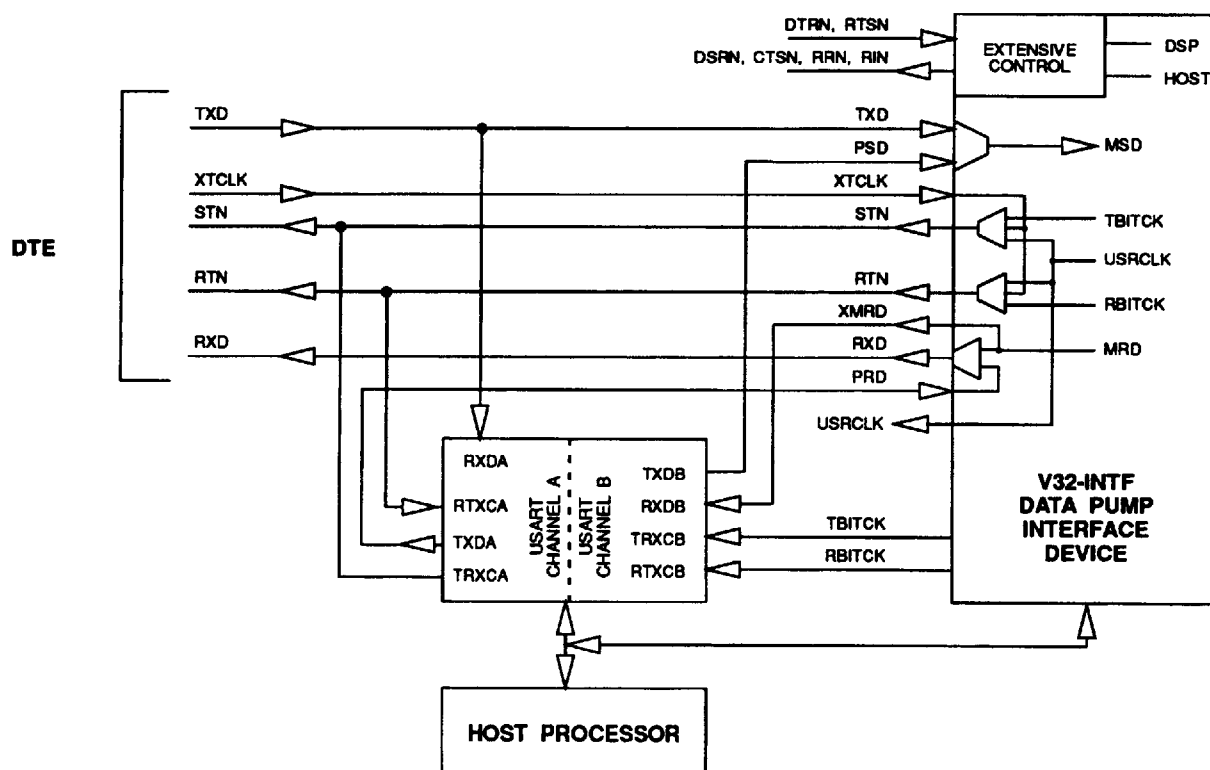 DTRN, RTSN
DSRN, CTSN, RRN, RIN
EXTENSIVE
CONTROL
DSP
HOST
DTE
TXD
TXD
PSD
MSD
XTCLK
XTCLK
STN
STN
TBITCK
USRCLK
RTN
RTN
RBITCK
XMRD
RXD
RXD
MRD
PRD
USRCLK
RXDA
RTXCA
TXDA
TRXCA
USART
CHANNEL A
USART
CHANNEL B
TXDB
RXDB
TRXCB
RTXCB
TBITCK
RBITCK
V32-INTF
DATA PUMP
INTERFACE
DEVICE
HOST PROCESSOR